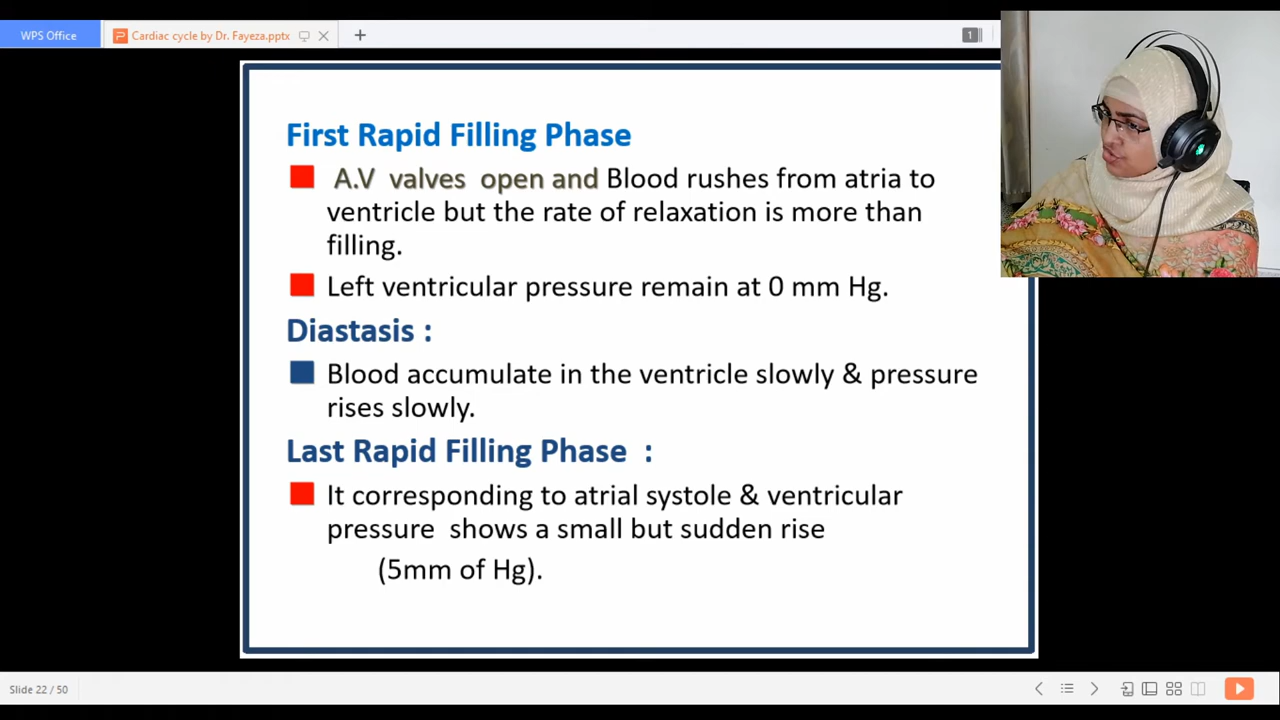 WPS Office
Cardiac cycle by Dr. Fayeza.pptx
1
First Rapid Filling Phase
A.V valves open and Blood rushes from atria to
ventricle but the rate of relaxation is more than
filling.
Left ventricular pressure remain at 0 mm Hg.
Diastasis :
Blood accumulate in the ventricle slowly & pressure
rises slowly.
Last Rapid Filling Phase :
It corresponding to atrial systole & ventricular
pressure shows a small but sudden rise
(5mm of Hg).
Slide 22 / 50